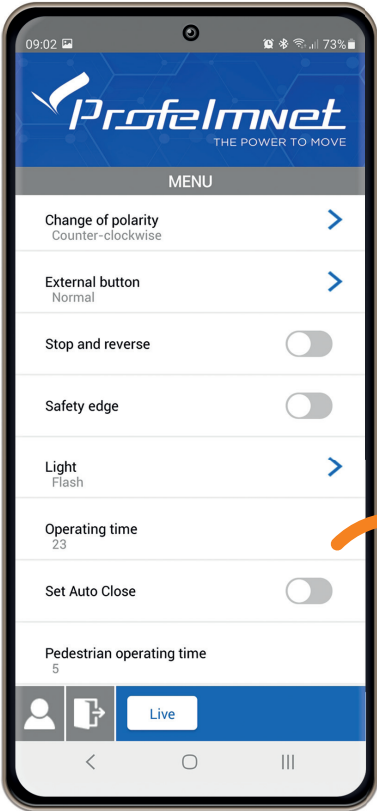 09:02 73%
Profelmnet
THE POWER TO MOVE
MENU
Change of polarity
Counter-clockwise
External button
Normal
Stop and reverse
Safety edge
Light
Flash
Operating time
23
Set Auto Close
Pedestrian operating time
5
Live